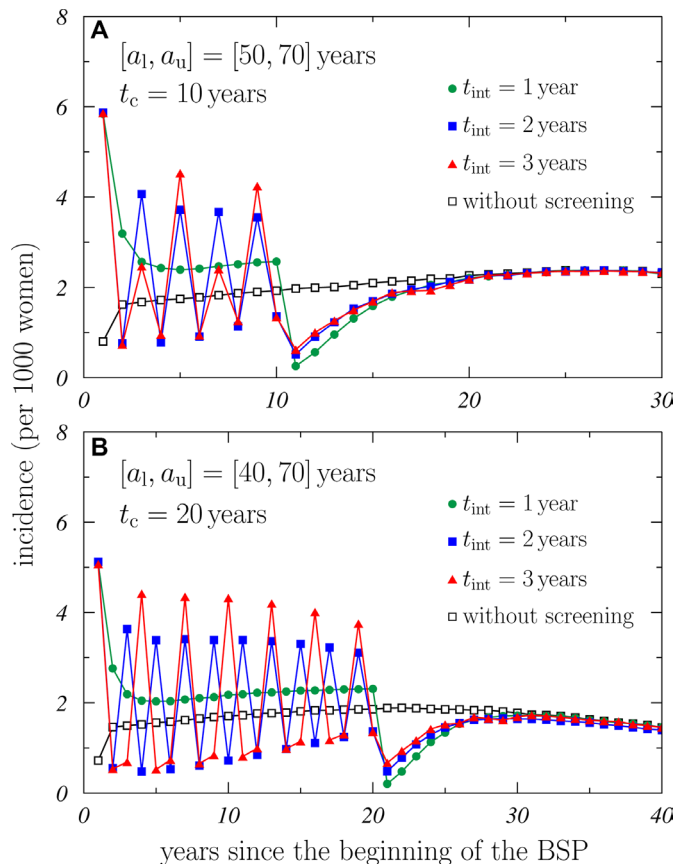 A
[a_l, a_u] = [50, 70] years
t_c = 10 years
t_int = 1 year
t_int = 2 years
t_int = 3 years
without screening
8
6
4
2
0
0 10 20 30
B
[a_l, a_u] = [40, 70] years
t_c = 20 years
t_int = 1 year
t_int = 2 years
t_int = 3 years
without screening
8
6
4
2
0
0 10 20 30 40
incidence (per 1000 women)
years since the beginning of the BSP